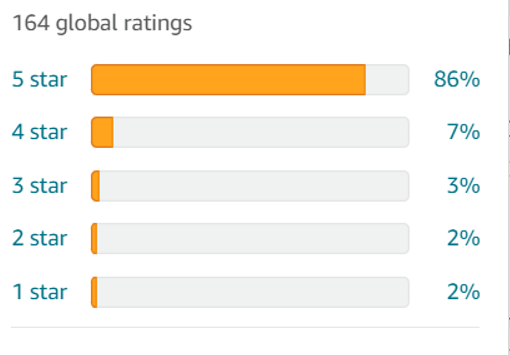 164 global ratings
5 star 86%
4 star 7%
3 star 3%
2 star 2%
1 star 2%